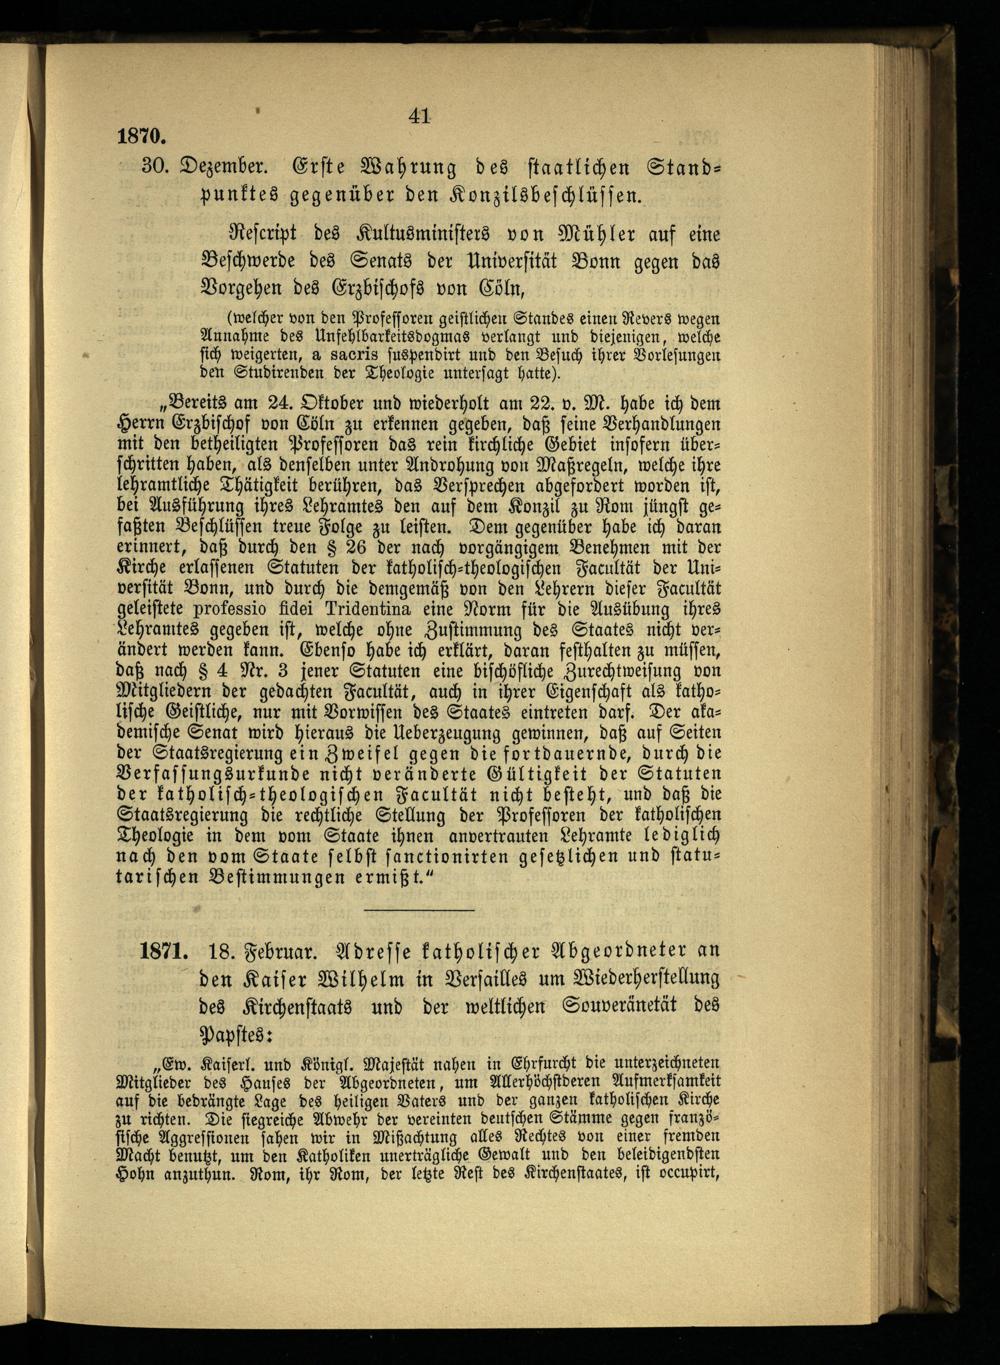 41
1870.
30. Dezember. Erste Wahrung des staatlichen Stand-
punktes gegenüber den Konzilsbeschlüssen.
Rescript des Kultusministers von Mühler auf eine
Beschwerde des Senats der Universität Bonn gegen das
Vorgehen des Erzbischofs von Cöln,
(welcher von den Professoren geistlichen Standes einen Revers wegen
Annahme des Unfehlbarkeitsdogmas verlangt und diejenigen, welche
sich weigerten, a sacris suspendirt und den Besuch ihrer Vorlesungen
den Studirenden der Theologie untersagt hatte).
„Bereits am 24. Oktober und wiederholt am 22. v. M. habe ich dem
Herrn Erzbischof von Cöln zu erkennen gegeben, daß seine Verhandlungen
mit den betheiligten Professoren das rein kirchliche Gebiet insofern über-
schritten haben, als denselben unter Androhung von Maßregeln, welche ihre
lehramtliche Thätigkeit berühren, das Versprechen abgefordert worden ist,
bei Ausführung ihres Lehramtes den auf dem Konzil zu Rom jüngst ge-
faßten Beschlüssen treue Folge zu leisten. Dem gegenüber habe ich daran
erinnert, daß durch den § 26 der nach vorgängigem Benehmen mit der
Kirche erlassenen Statuten der katholisch-theologischen Facultät der Uni-
versität Bonn, und durch die demgemäß von den Lehrern dieser Facultät
geleistete professio fidei Tridentina eine Norm für die Ausübung ihres
Lehramtes gegeben ist, welche ohne Zustimmung des Staates nicht ver-
ändert werden kann. Ebenso habe ich erklärt, daran festhalten zu müssen,
daß nach § 4 Nr. 3 jener Statuten eine bischöfliche Zurechtweisung von
Mitgliedern der gedachten Facultät, auch in ihrer Eigenschaft als katho-
lische Geistliche, nur mit Vorwissen des Staates eintreten darf. Der aka-
demische Senat wird hieraus die Ueberzeugung gewinnen, daß auf Seiten
der Staatsregierung ein Zweifel gegen die fortdauernde, durch die
Verfassungsurkunde nicht veränderte Gültigkeit der Statuten
der katholisch-theologischen Facultät nicht besteht, und daß die
Staatsregierung die rechtliche Stellung der Professoren der katholischen
Theologie in dem vom Staate ihnen anvertrauten Lehramte lediglich
nach den vom Staate selbst sanctionirten gesetzlichen und statu-
tarischen Bestimmungen ermißt."
1871. 18. Februar. Adresse katholischer Abgeordneter an
den Kaiser Wilhelm in Versailles um Wiederherstellung
des Kirchenstaats und der weltlichen Souveränetät des
Papstes:
„Ew. Kaiserl. und Königl. Majestät nahen in Ehrfurcht die unterzeichneten
Mitglieder des Hauses der Abgeordneten, um Allerhöchstderen Aufmerksamkeit
auf die bedrängte Lage des heiligen Vaters und der ganzen katholischen Kirche
zu richten. Die siegreiche Abwehr der vereinten deutschen Stämme gegen franzö-
sische Aggressionen sahen wir in Mißachtung alles Rechtes von einer fremden
Macht benutzt, um den Katholiken unerträgliche Gewalt und den beleidigendsten
Hohn anzuthun. Rom, ihr Rom, der letzte Rest des Kirchenstaates, ist occupirt,